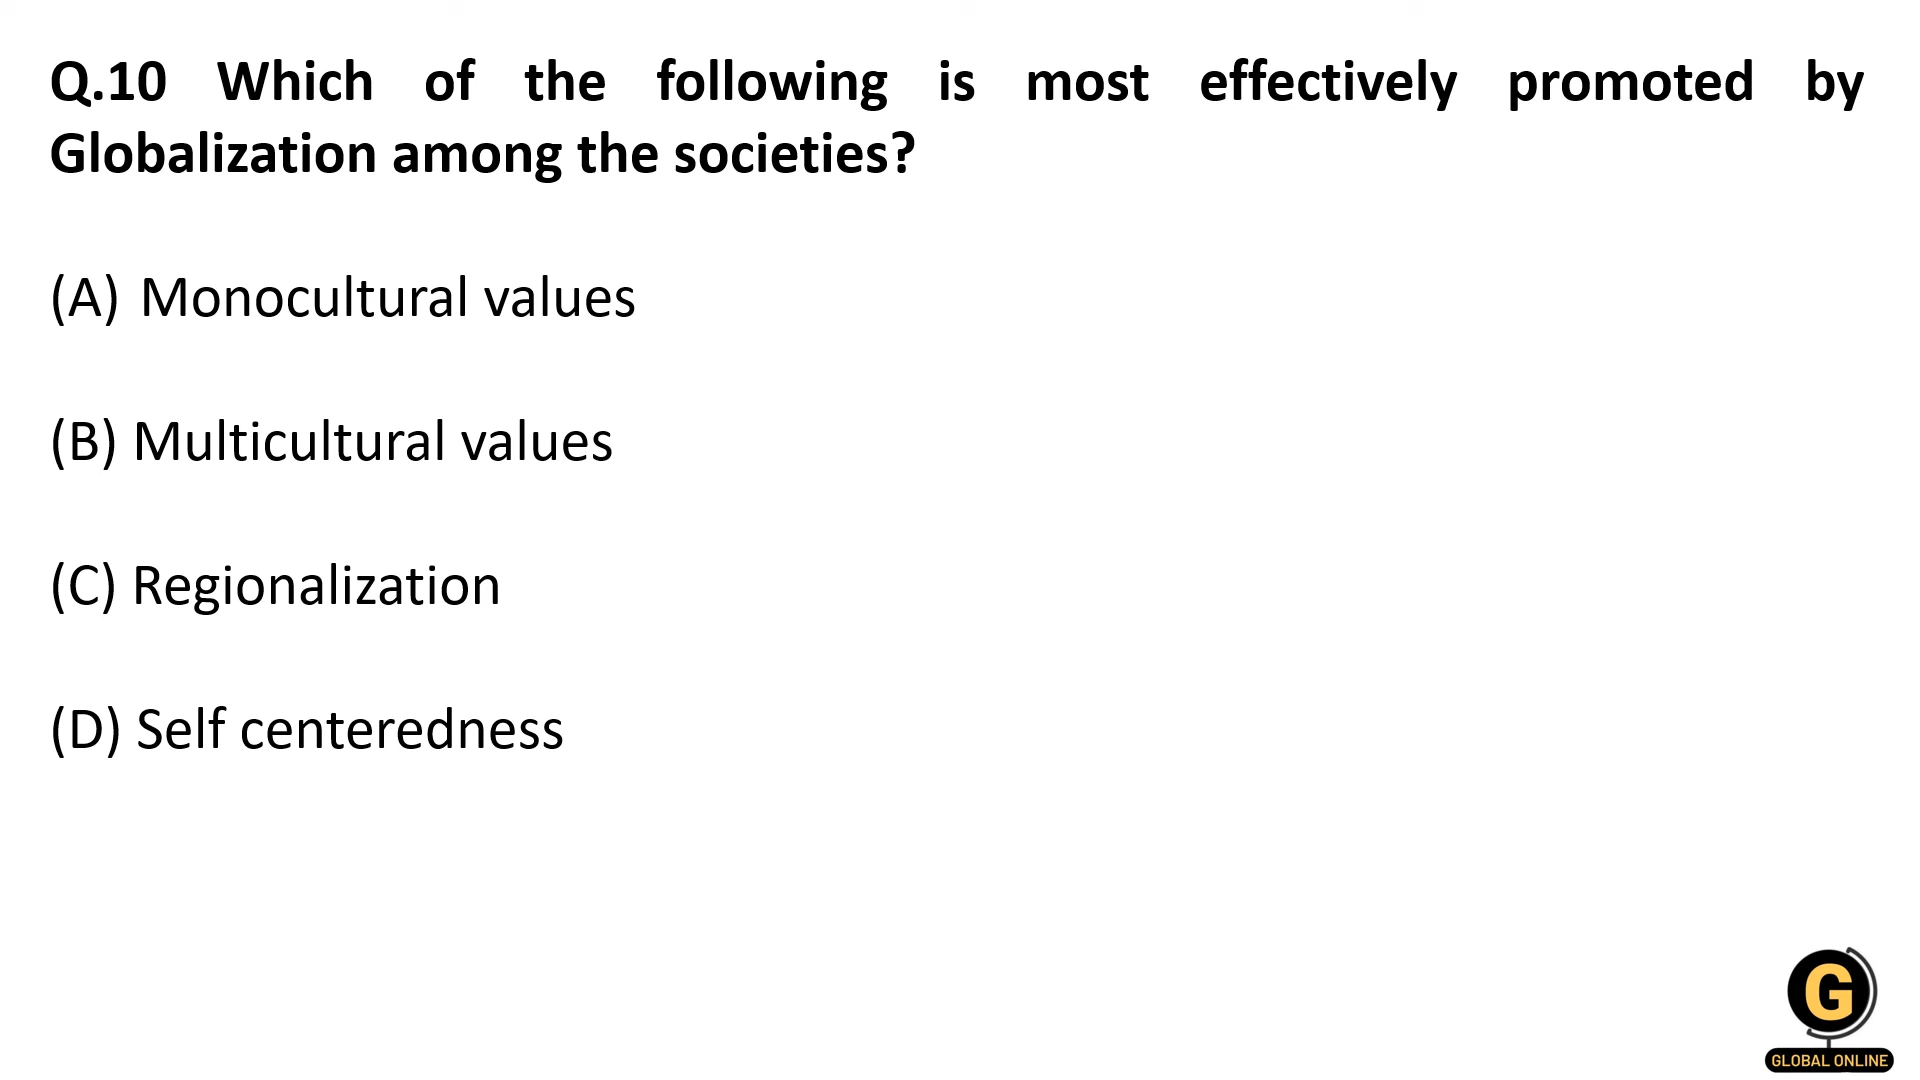 Q.10 Which of the following is most effectively promoted by
Globalization among the societies?
(A) Monocultural values
(B) Multicultural values
(C) Regionalization
(D) Self centeredness
G
GLOBAL ONLINE